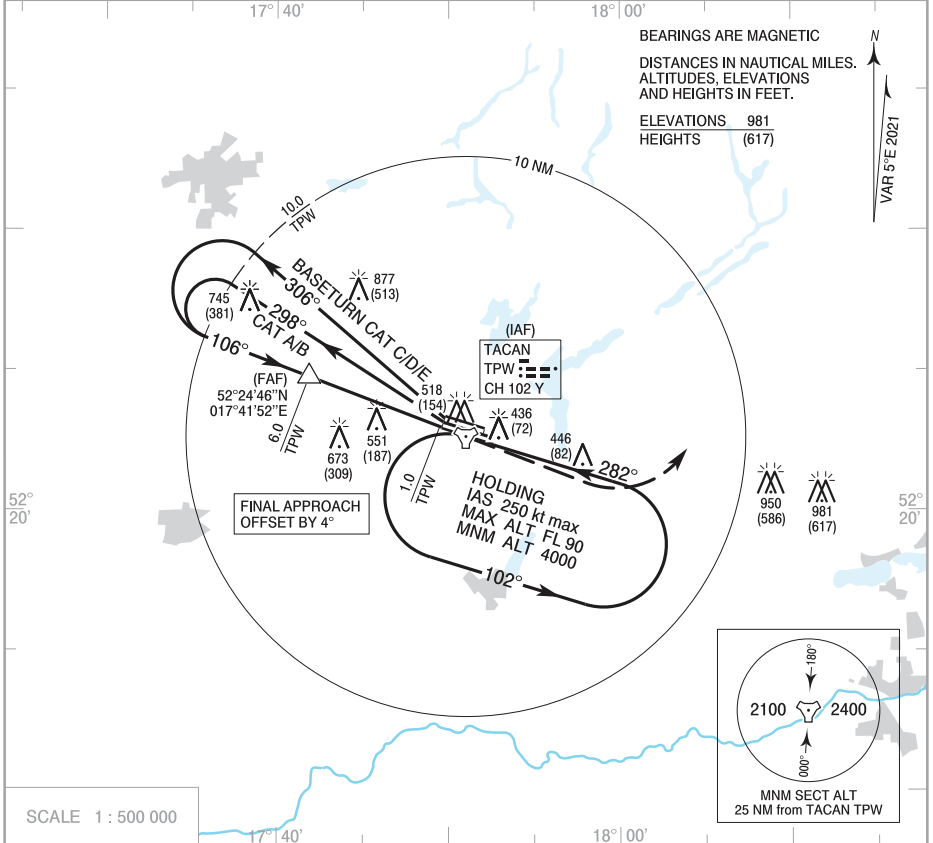 17°40'
18°00'
BEARINGS ARE MAGNETIC
DISTANCES IN NAUTICAL MILES.
ALTITUDES, ELEVATIONS
AND HEIGHTS IN FEET.
ELEVATIONS 981
HEIGHTS (617)
N
VAR 5°E 2021
10 NM
10.0
TPW
BASETURN CAT C/D/E
306°
877
(513)
745
(381)
298°
CAT A/B
106°
(IAF)
TACAN
TPW
CH 102 Y
(FAF)
52°24'46"N
017°41'52"E
518
(154)
436
(72)
6.0
TPW
551
(187)
673
(309)
446
(82)
282°
1.0
TPW
HOLDING
IAS 250 kt max
MAX ALT FL 90
MNM ALT 4000
950
(586)
981
(617)
52°
20'
52°
20'
FINAL APPROACH
OFFSET BY 4°
102°
180°
2100
2400
000°
MNM SECT ALT
25 NM from TACAN TPW
SCALE 1 : 500 000
17°40'
18°00'